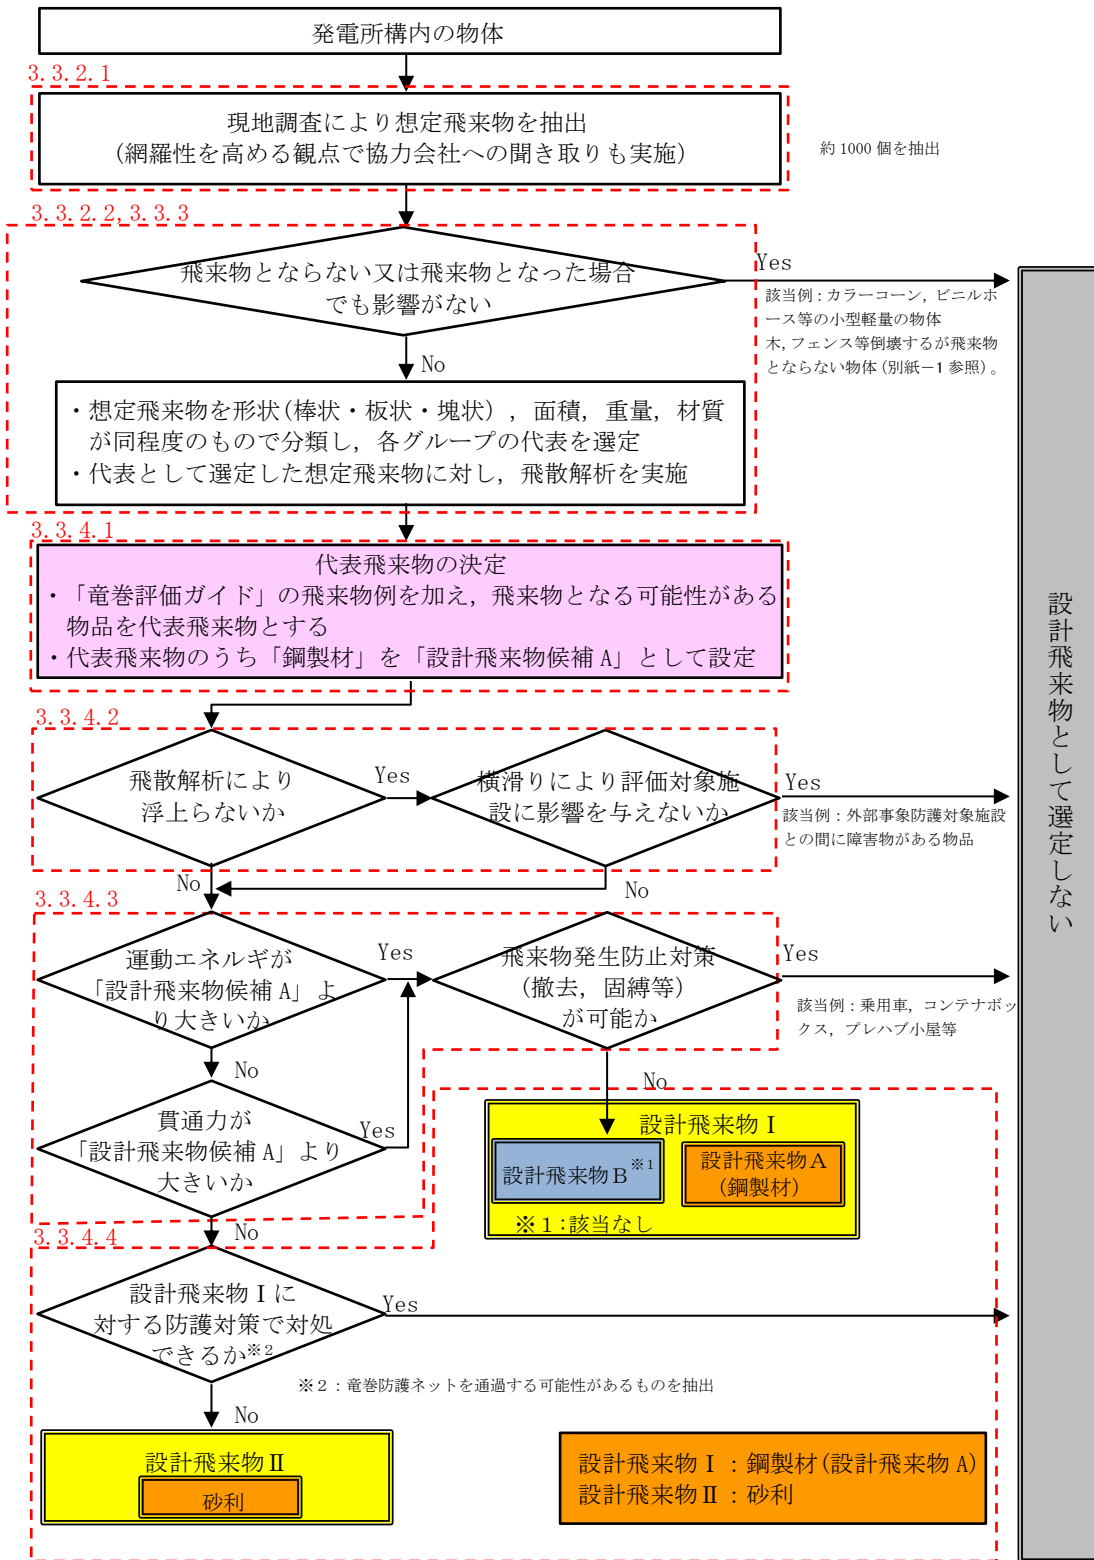 発電所構内の物体
3.3.2.1
現地調査により想定飛来物を抽出
(網羅性を高める観点で協力会社への聞き取りも実施)
約 1000 個を抽出
3.3.2.2, 3.3.3
飛来物とならない又は飛来物となった場合
でも影響がない
Yes
該当例：カラーコーン，ビニルホ
ース等の小型軽量の物体
木，フェンス等倒壊するが飛来物
とならない物体(別紙－1 参照)。
No
・想定飛来物を形状(棒状・板状・塊状)，面積，重量，材質
が同程度のもので分類し，各グループの代表を選定
・代表として選定した想定飛来物に対し，飛散解析を実施
3.3.4.1
代表飛来物の決定
・「竜巻評価ガイド」の飛来物例を加え，飛来物となる可能性がある
物品を代表飛来物とする
・代表飛来物のうち「鋼製材」を「設計飛来物候補 A」として設定
設計飛来物として選定しない
3.3.4.2
飛散解析により
浮上らないか
Yes
横滑りにより評価対象施
設に影響を与えないか
Yes
該当例：外部事象防護対象施設
との間に障害物がある物品
No
No
3.3.4.3
運動エネルギが
「設計飛来物候補 A」よ
り大きいか
Yes
飛来物発生防止対策
(撤去，固縛等)
が可能か
Yes
該当例：乗用車，コンテナボッ
クス，プレハブ小屋等
No
No
貫通力が
「設計飛来物候補 A」より
大きいか
Yes
設計飛来物Ⅰ
設計飛来物Ｂ※1
設計飛来物Ａ
(鋼製材)
※１:該当なし
No
3.3.4.4
設計飛来物Ⅰに
対する防護対策で対処
できるか※2
Yes
※２：竜巻防護ネットを通過する可能性があるものを抽出
No
設計飛来物Ⅱ
砂利
設計飛来物Ⅰ：鋼製材(設計飛来物 A)
設計飛来物Ⅱ：砂利